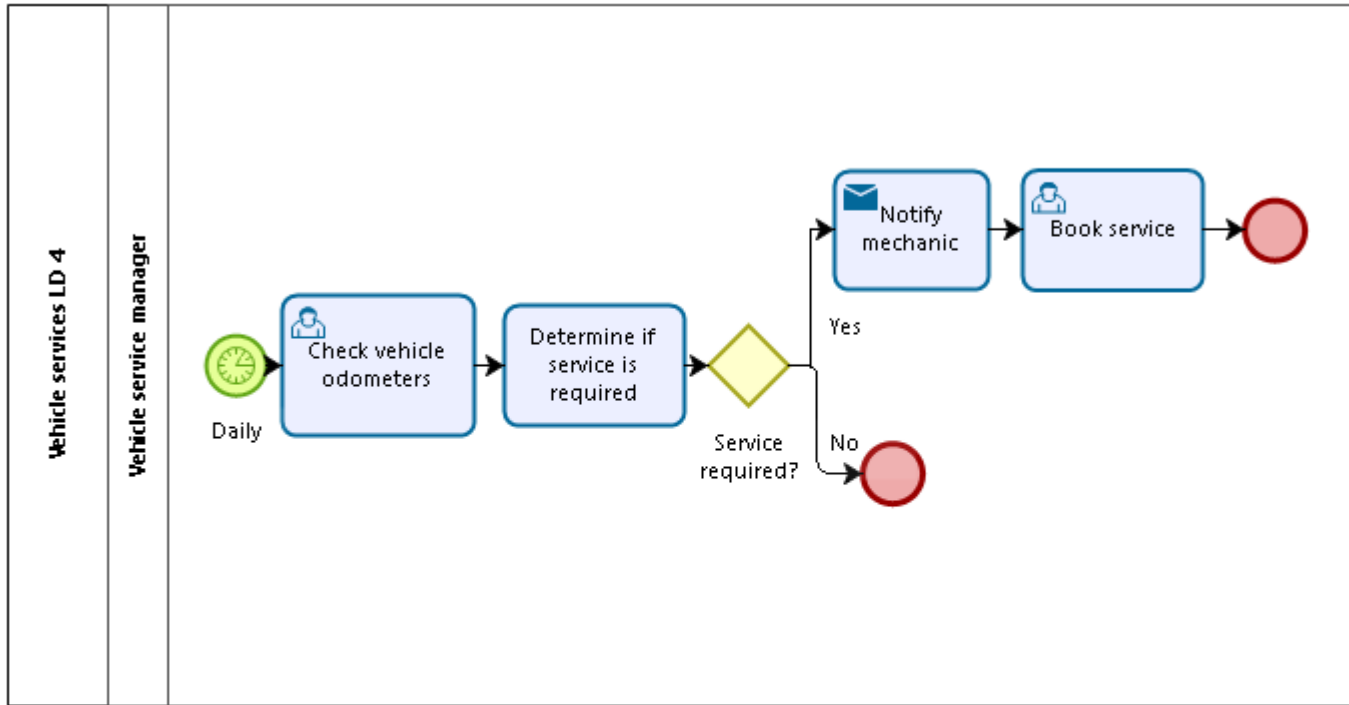 Vehicle services LD 4
Vehicle service manager
Daily
Check vehicle
odometers
Determine if
service is
required
Service
required?
Yes
No
Notify
mechanic
Book service